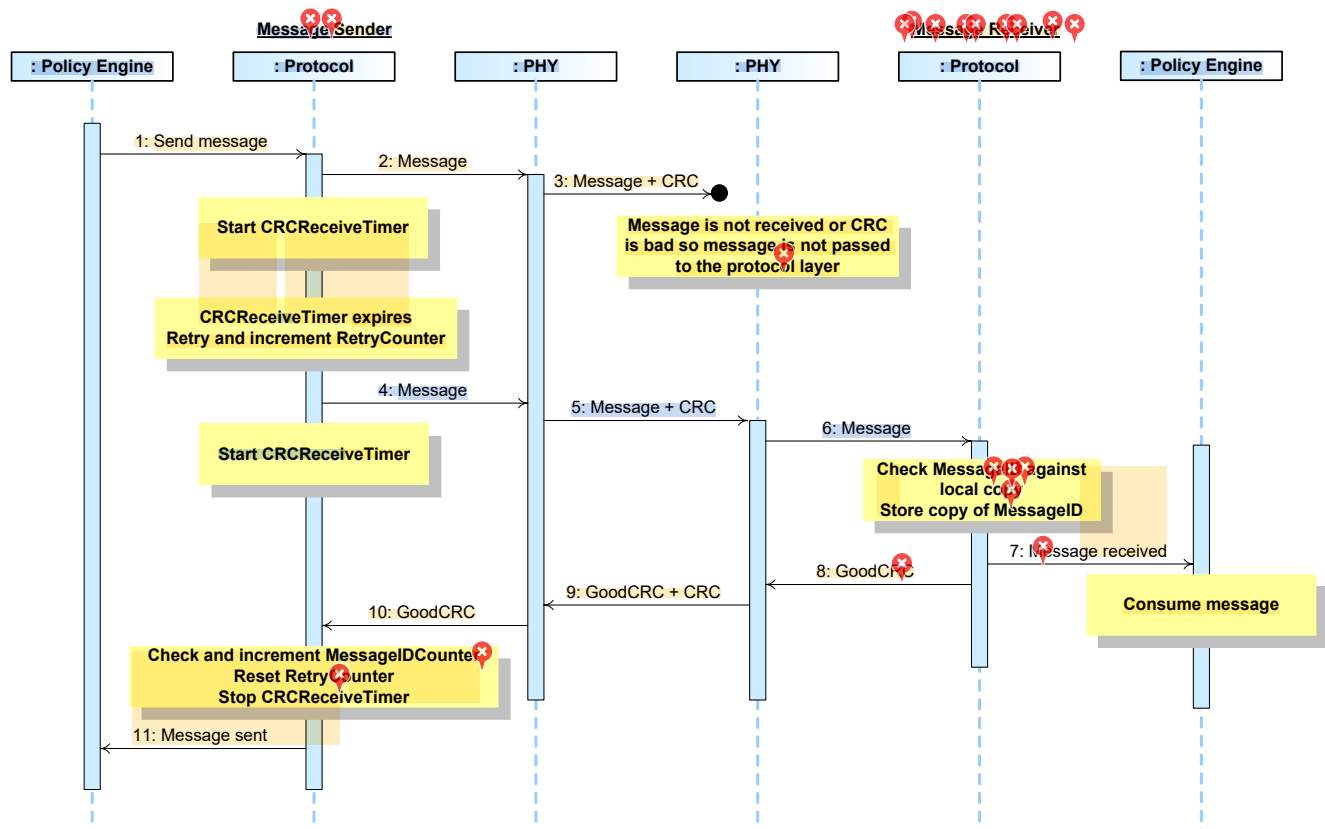 Message Sender
Message Receiver
: Policy Engine
: Protocol
: PHY
: PHY
: Protocol
: Policy Engine
1: Send message
2: Message
3: Message + CRC
Start CRCReceiveTimer
Message is not received or CRC
is bad so message is not passed
to the protocol layer
CRCReceiveTimer expires
Retry and increment RetryCounter
4: Message
5: Message + CRC
6: Message
Start CRCReceiveTimer
Check MessageID against
local copy
Store copy of MessageID
7: Message received
8: GoodCRC
9: GoodCRC + CRC
10: GoodCRC
Consume message
Check and increment MessageIDCounter
Reset RetryCounter
Stop CRCReceiveTimer
11: Message sent